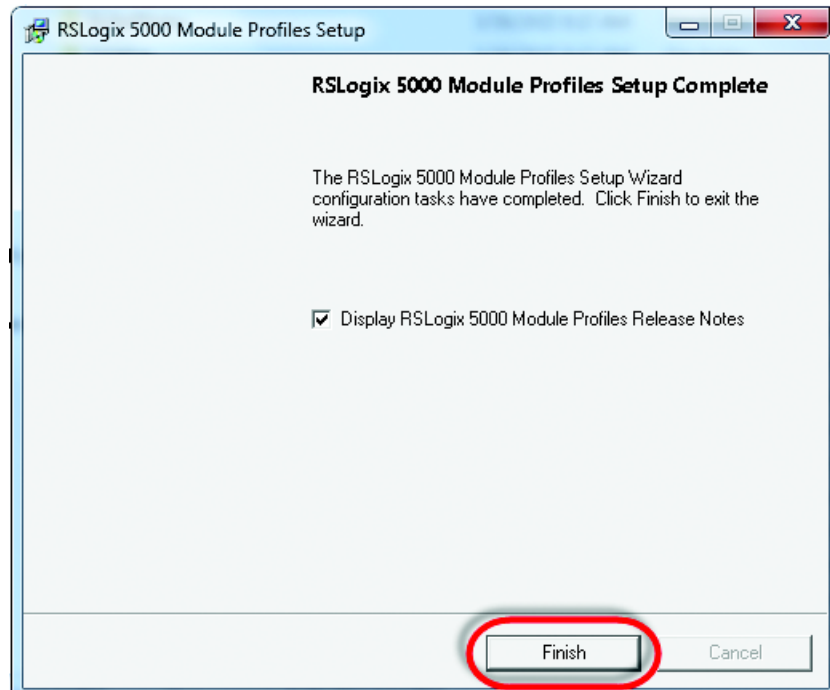 RSLogix 5000 Module Profiles Setup
RSLogix 5000 Module Profiles Setup Complete
The RSLogix 5000 Module Profiles Setup Wizard
configuration tasks have completed. Click Finish to exit the
wizard.
Display RSLogix 5000 Module Profiles Release Notes
Finish
Cancel